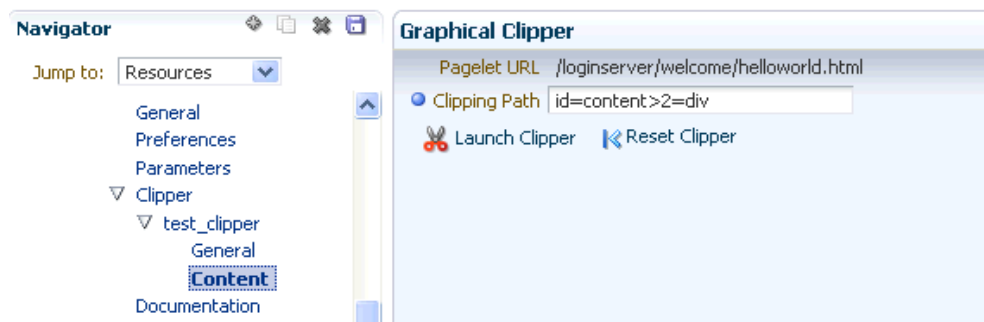 Navigator
Jump to: Resources
General
Preferences
Parameters
Clipper
test_clipper
General
Content
Documentation
Graphical Clipper
Pagelet URL /loginserver/welcome/helloworld.html
Clipping Path id=content>2=div
Launch Clipper Reset Clipper